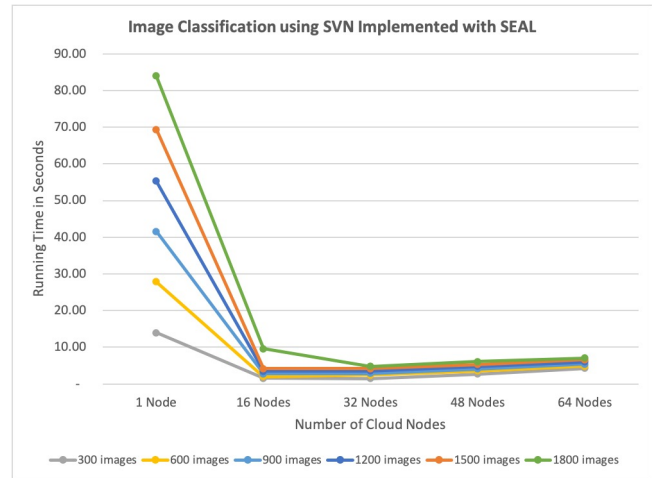 Image Classification using SVN Implemented with SEAL
90.00
80.00
70.00
60.00
50.00
40.00
30.00
20.00
10.00
-
Running Time in Seconds
1 Node 16 Nodes 32 Nodes 48 Nodes 64 Nodes
Number of Cloud Nodes
300 images 600 images 900 images 1200 images 1500 images 1800 images